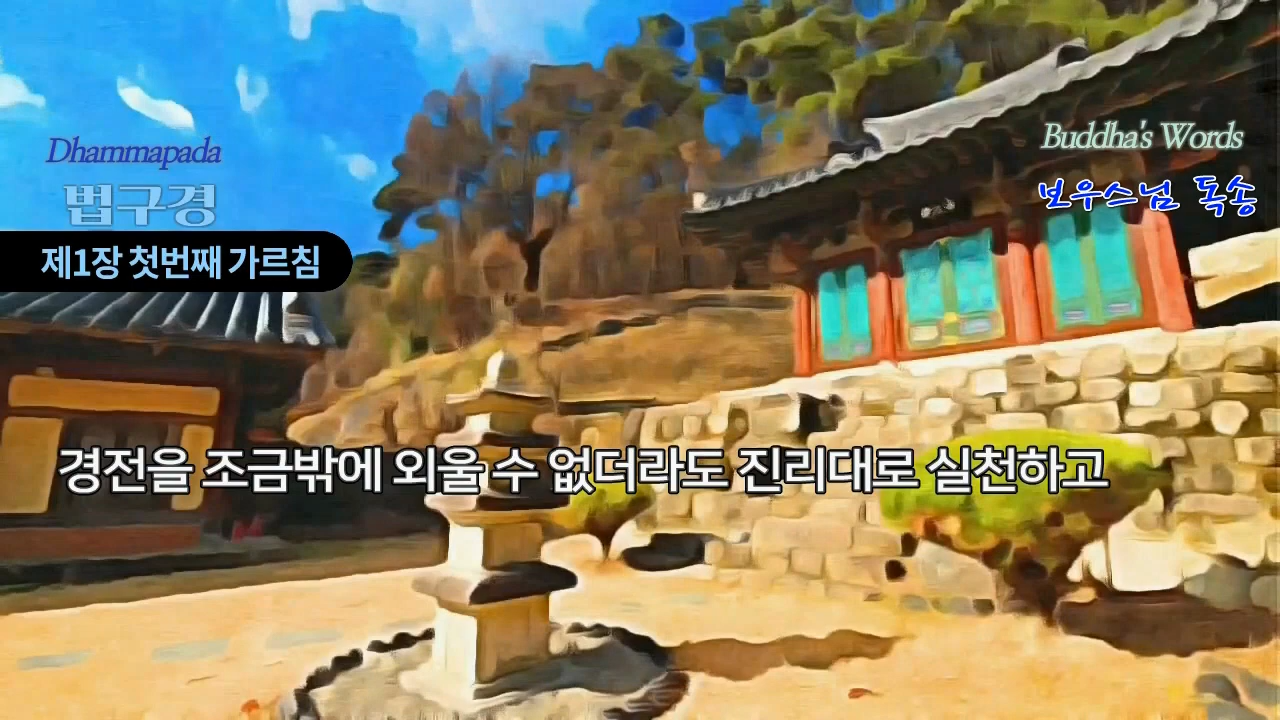 Dhammapada
법구경
제1장 첫번째 가르침
Buddha's Words
보우스님 독송
경전을 조금밖에 외울 수 없더라도 진리대로 실천하고